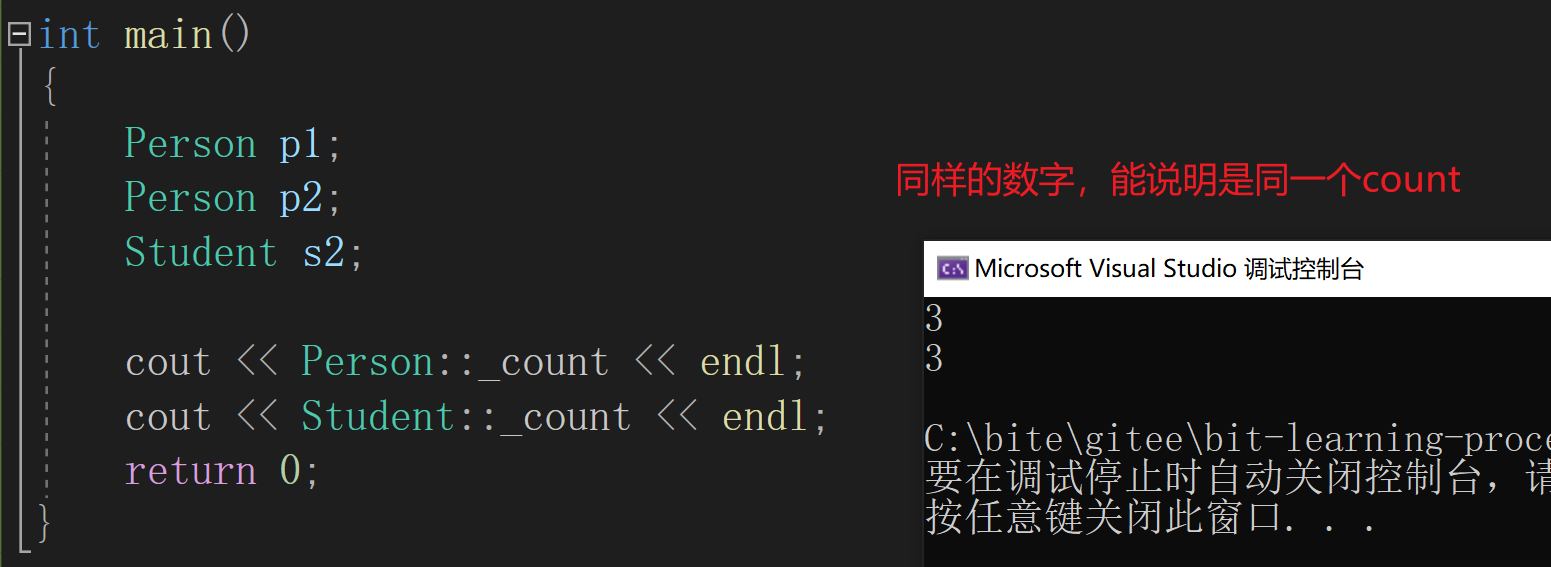 int main()
{
Person p1;
Person p2;
Student s2;
cout << Person::_count << endl;
cout << Student::_count << endl;
return 0;
}
同样的数字，能说明是同一个count
Microsoft Visual Studio 调试控制台
3
3
C:\bite\gitee\bit-learning-proce
要在调试停止时自动关闭控制台，请
按任意键关闭此窗口. . .